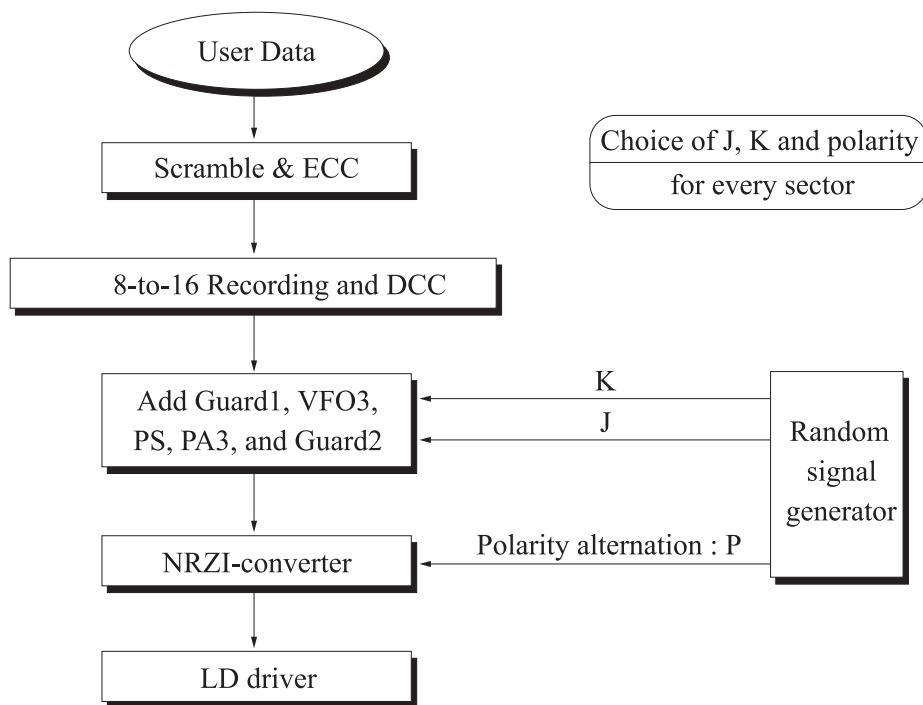 User Data
Scramble & ECC
Choice of J, K and polarity
for every sector
8-to-16 Recording and DCC
Add Guard1, VFO3,
PS, PA3, and Guard2
K
J
Random
signal
generator
Polarity alternation : P
NRZI-converter
LD driver